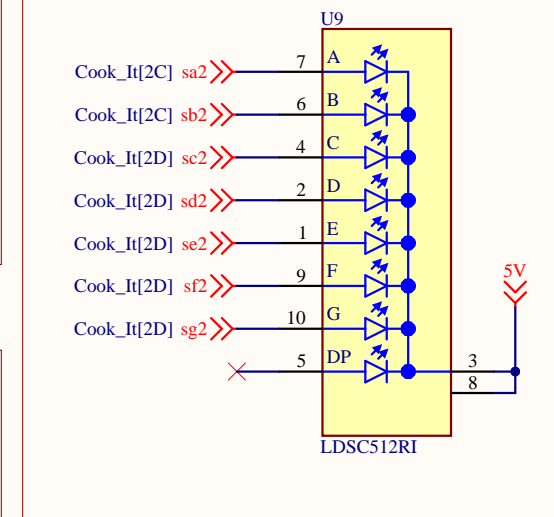 U9
Cook_It[2C] sa2 7 A
Cook_It[2C] sb2 6 B
Cook_It[2D] sc2 4 C
Cook_It[2D] sd2 2 D
Cook_It[2D] se2 1 E
Cook_It[2D] sf2 9 F
5V
Cook_It[2D] sg2 10 G
5 DP 3
8
LDSC512RI